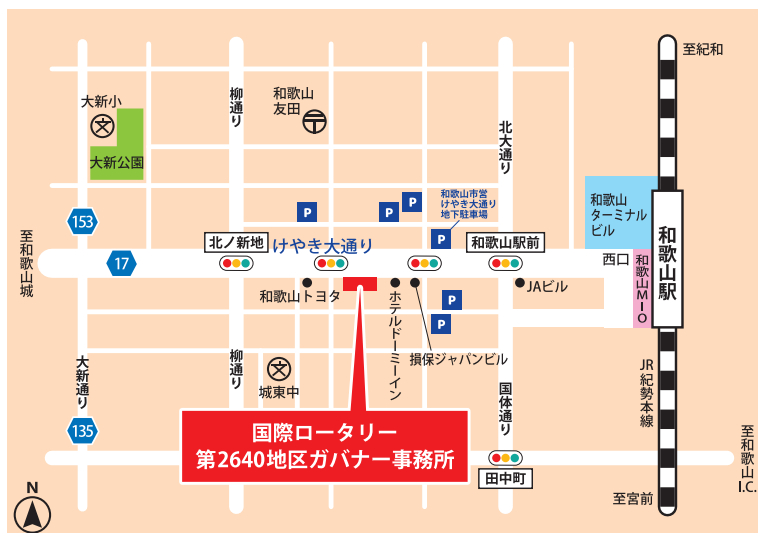 至紀和
大新小
文
大新公園
柳通り
和歌山
友田
〒
北大通り
和歌山
ターミナル
ビル
和歌山市営
けやき大通り
地下駐車場
P
P
P
P
153
至和歌山城
17
北ノ新地
けやき大通り
和歌山駅前
西口
和歌山MIO
和歌山駅
和歌山トヨタ
ホテルドーミーイン
損保ジャパンビル
JAビル
P
P
大新通り
柳通り
文
城東中
国体通り
JR紀勢本線
135
国際ロータリー
第2640地区ガバナー事務所
田中町
至和歌山I.C.
至宮前
N